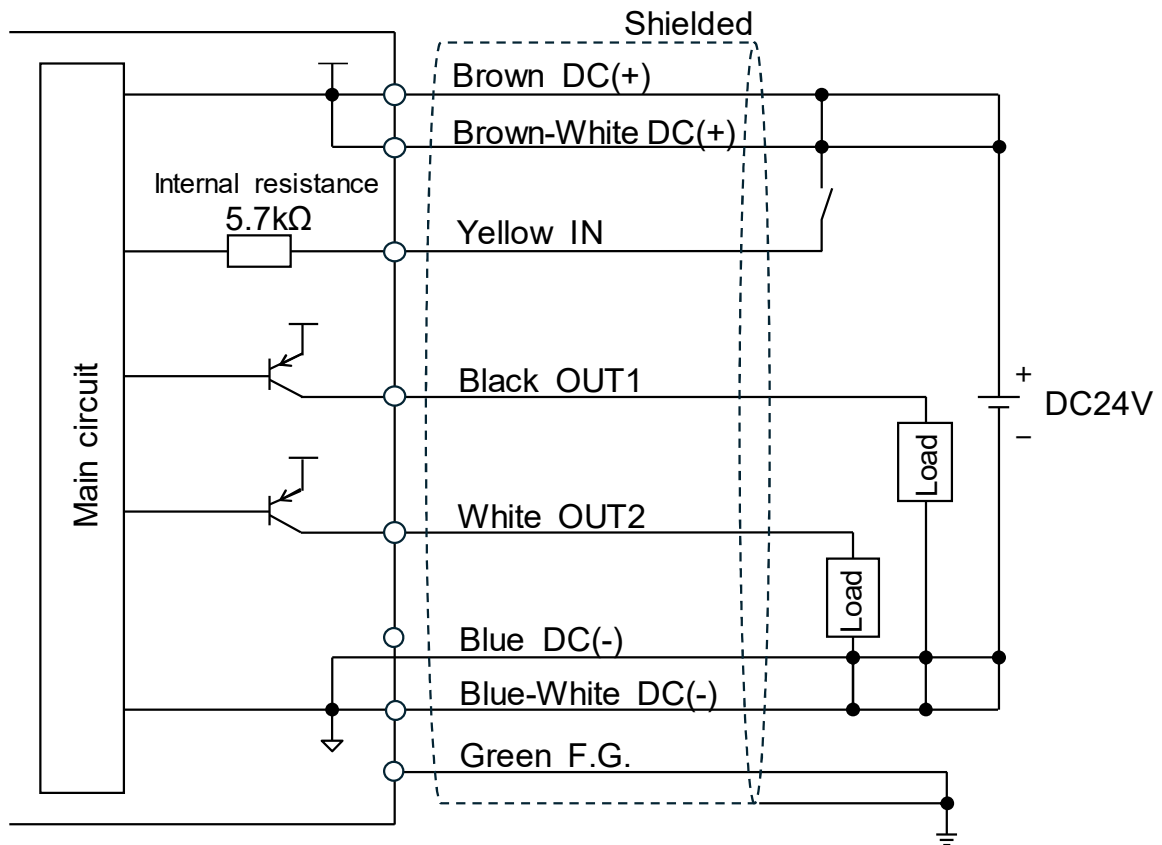 Shielded
Brown DC(+)
Brown-White DC(+)
Internal resistance
5.7kΩ
Yellow IN
Main circuit
Black OUT1
+
DC24V
−
Load
White OUT2
Load
Blue DC(-)
Blue-White DC(-)
Green F.G.